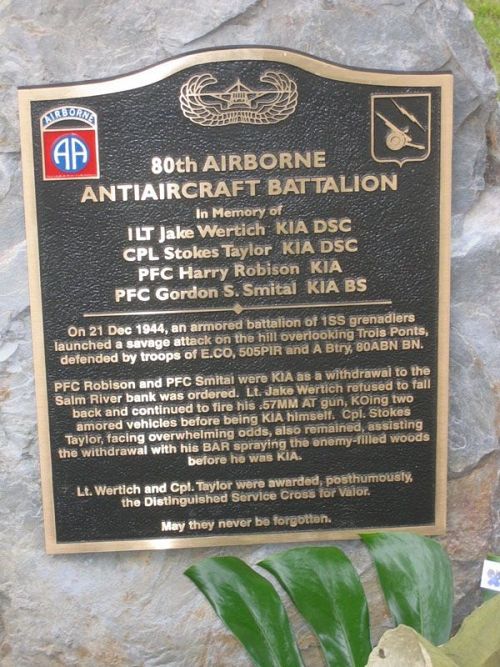 AIRBORNE
AA
80th AIRBORNE
ANTIAIRCRAFT BATTALION
In Memory of
1LT Jake Wertich KIA DSC
CPL Stokes Taylor KIA DSC
PFC Harry Robison KIA
PFC Gordon S. Smital KIA BS
On 21 Dec 1944, an armored battalion of 1SS grenadiers
launched a savage attack on the hill overlooking Trois Ponts,
defended by troops of E.CO, 505PIR and A Btry, 80ABN BN.
PFC Robison and PFC Smital were KIA as a withdrawal to the
Salm River bank was ordered. Lt. Jake Wertich refused to fall
back and continued to fire his .57MM AT gun, KOing two
amored vehicles before being KIA himself. Cpl. Stokes
Taylor, facing overwhelming odds, also remained, assisting
the withdrawal with his BAR spraying the enemy-filled woods
before he was KIA.
Lt. Wertich and Cpl. Taylor were awarded, posthumously,
the Distinguished Service Cross for Valor.
May they never be forgotten.